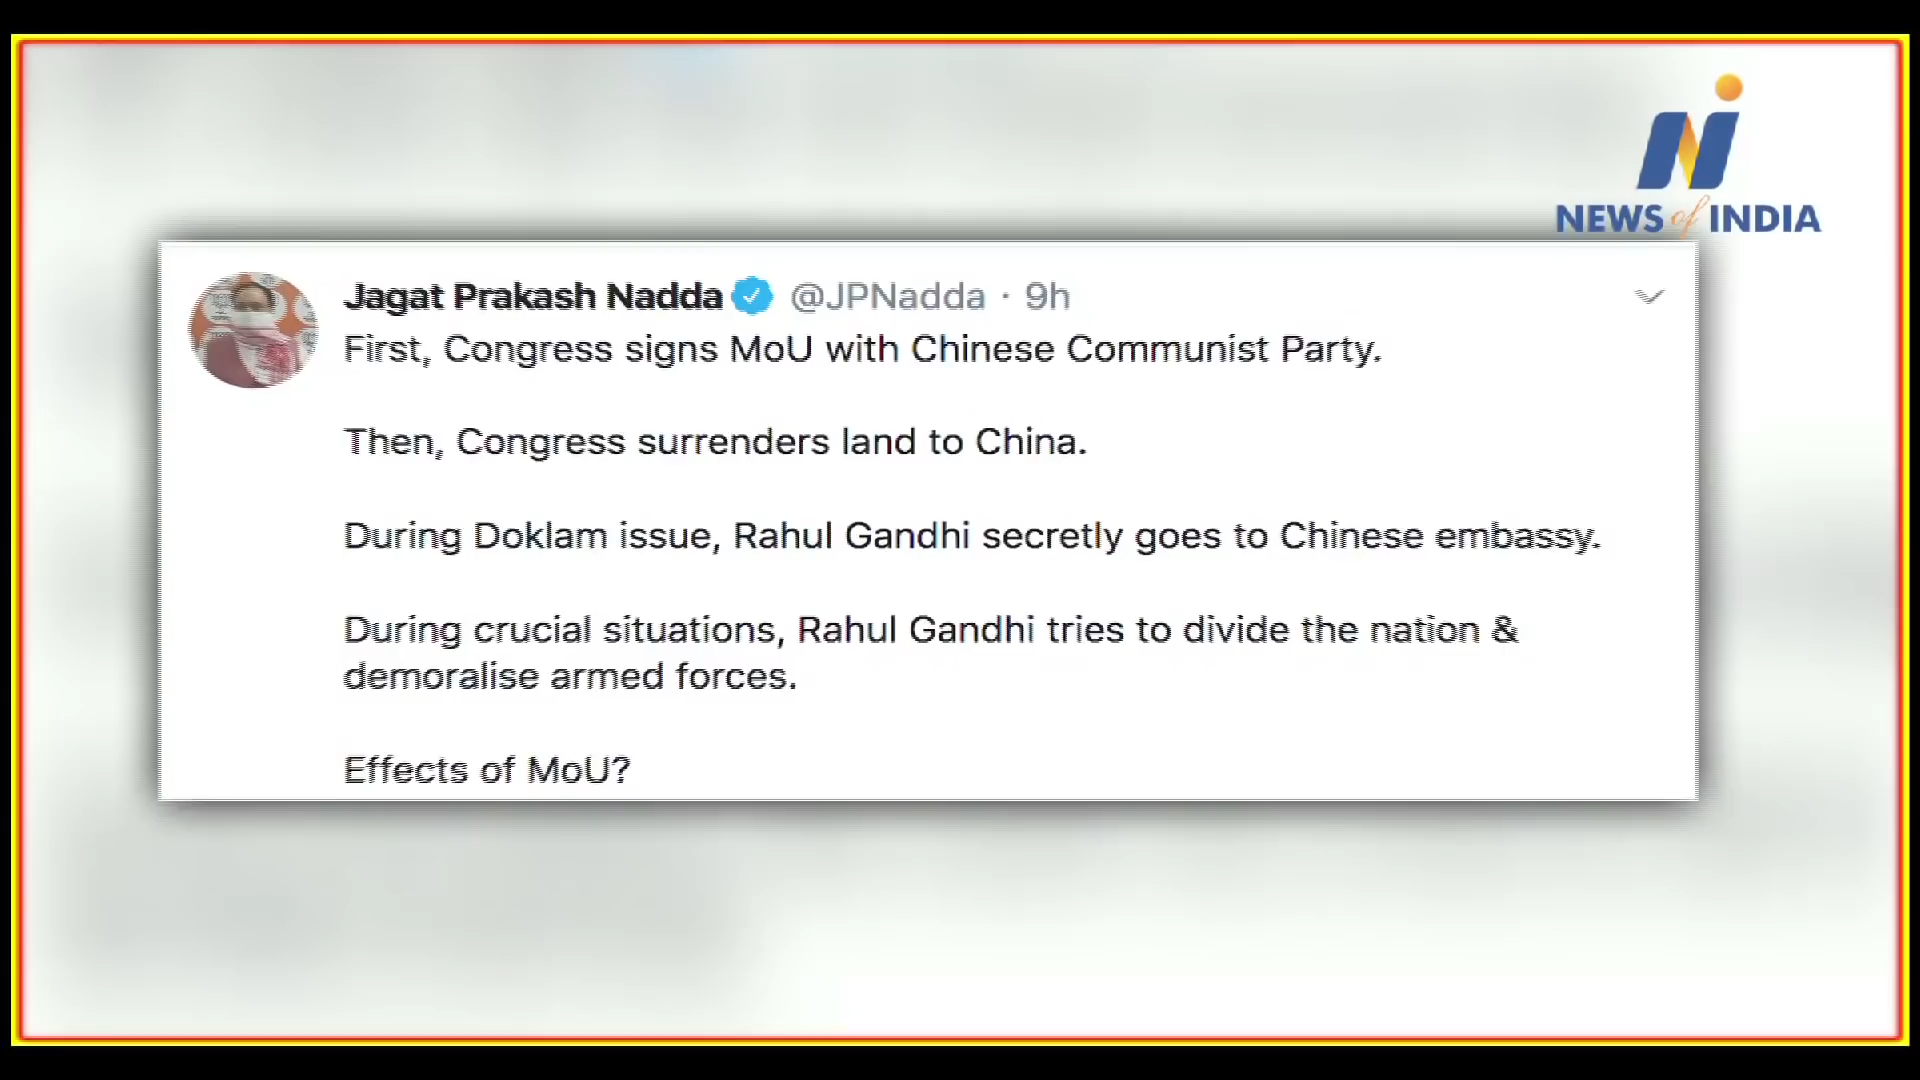 NEWS of INDIA
Jagat Prakash Nadda @JPNadda · 9h
First, Congress signs MoU with Chinese Communist Party.
Then, Congress surrenders land to China.
During Doklam issue, Rahul Gandhi secretly goes to Chinese embassy.
During crucial situations, Rahul Gandhi tries to divide the nation &
demoralise armed forces.
Effects of MoU?